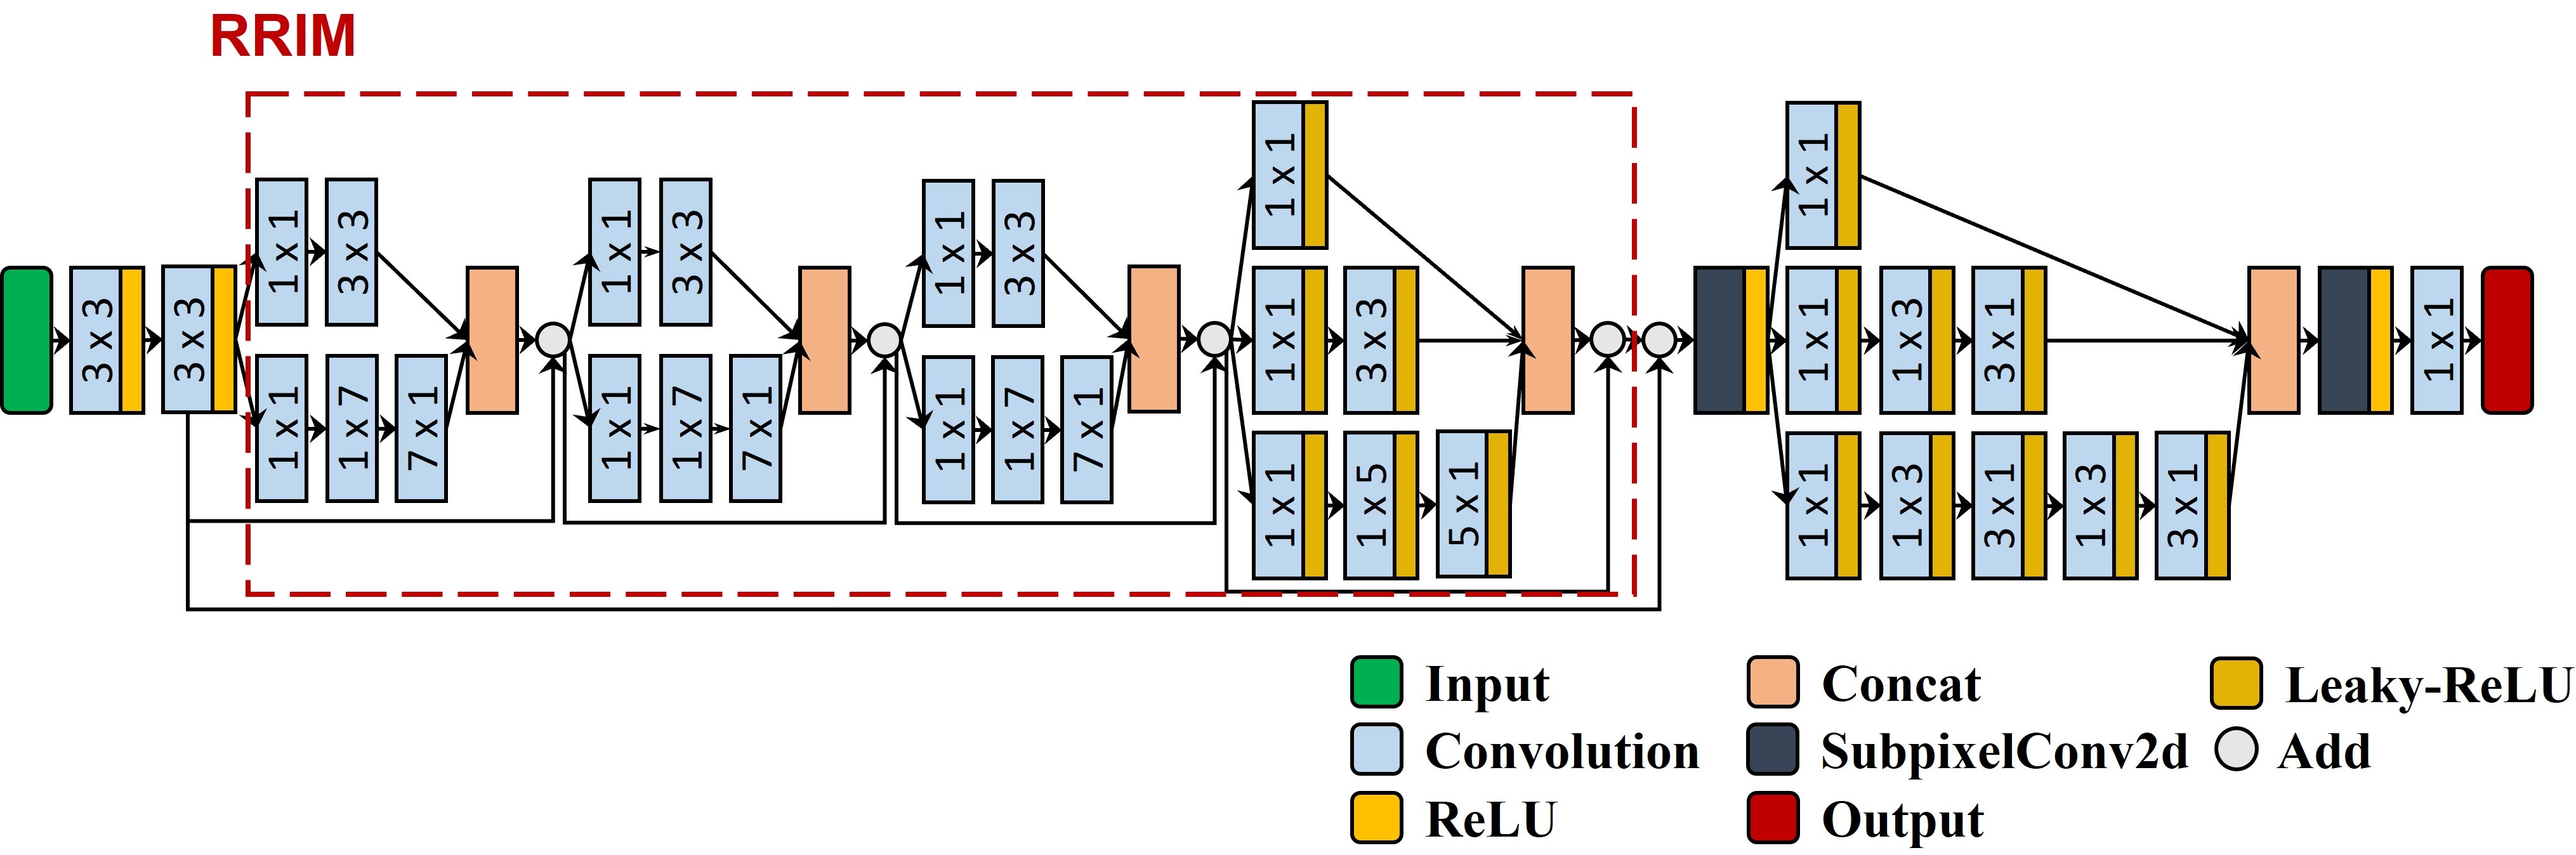 RRIM
3 x 3
3 x 3
1 x 1
3 x 3
1 x 1
1 x 7
7 x 1
1 x 1
3 x 3
1 x 1
1 x 7
7 x 1
1 x 1
3 x 3
1 x 1
1 x 7
7 x 1
1 x 1
1 x 1
3 x 3
1 x 1
1 x 5
5 x 1
1 x 1
1 x 1
1 x 3
3 x 1
1 x 1
1 x 3
3 x 1
1 x 3
3 x 1
1 x 1
Input
Convolution
ReLU
Concat
SubpixelConv2d
Output
Leaky-ReLU
Add